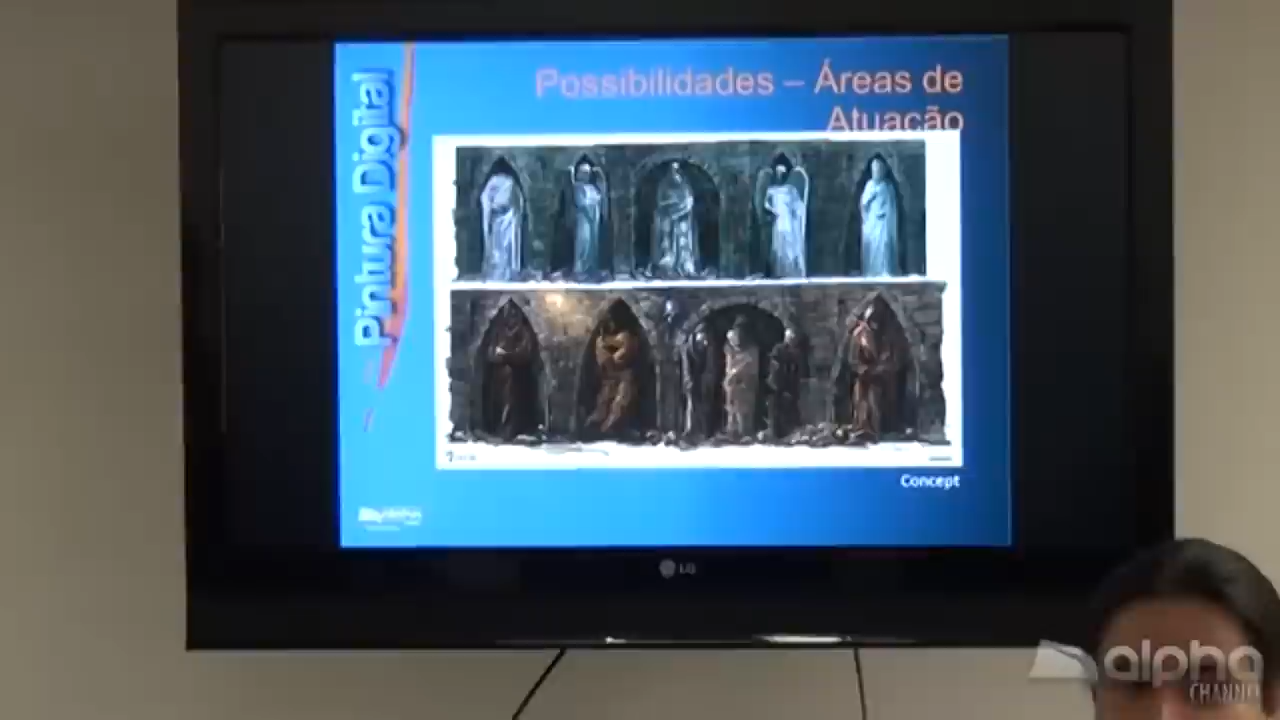 Possibilidades – Áreas de
Atuação
Pintura Digital
Concept
LG
alpha
CHANNEL